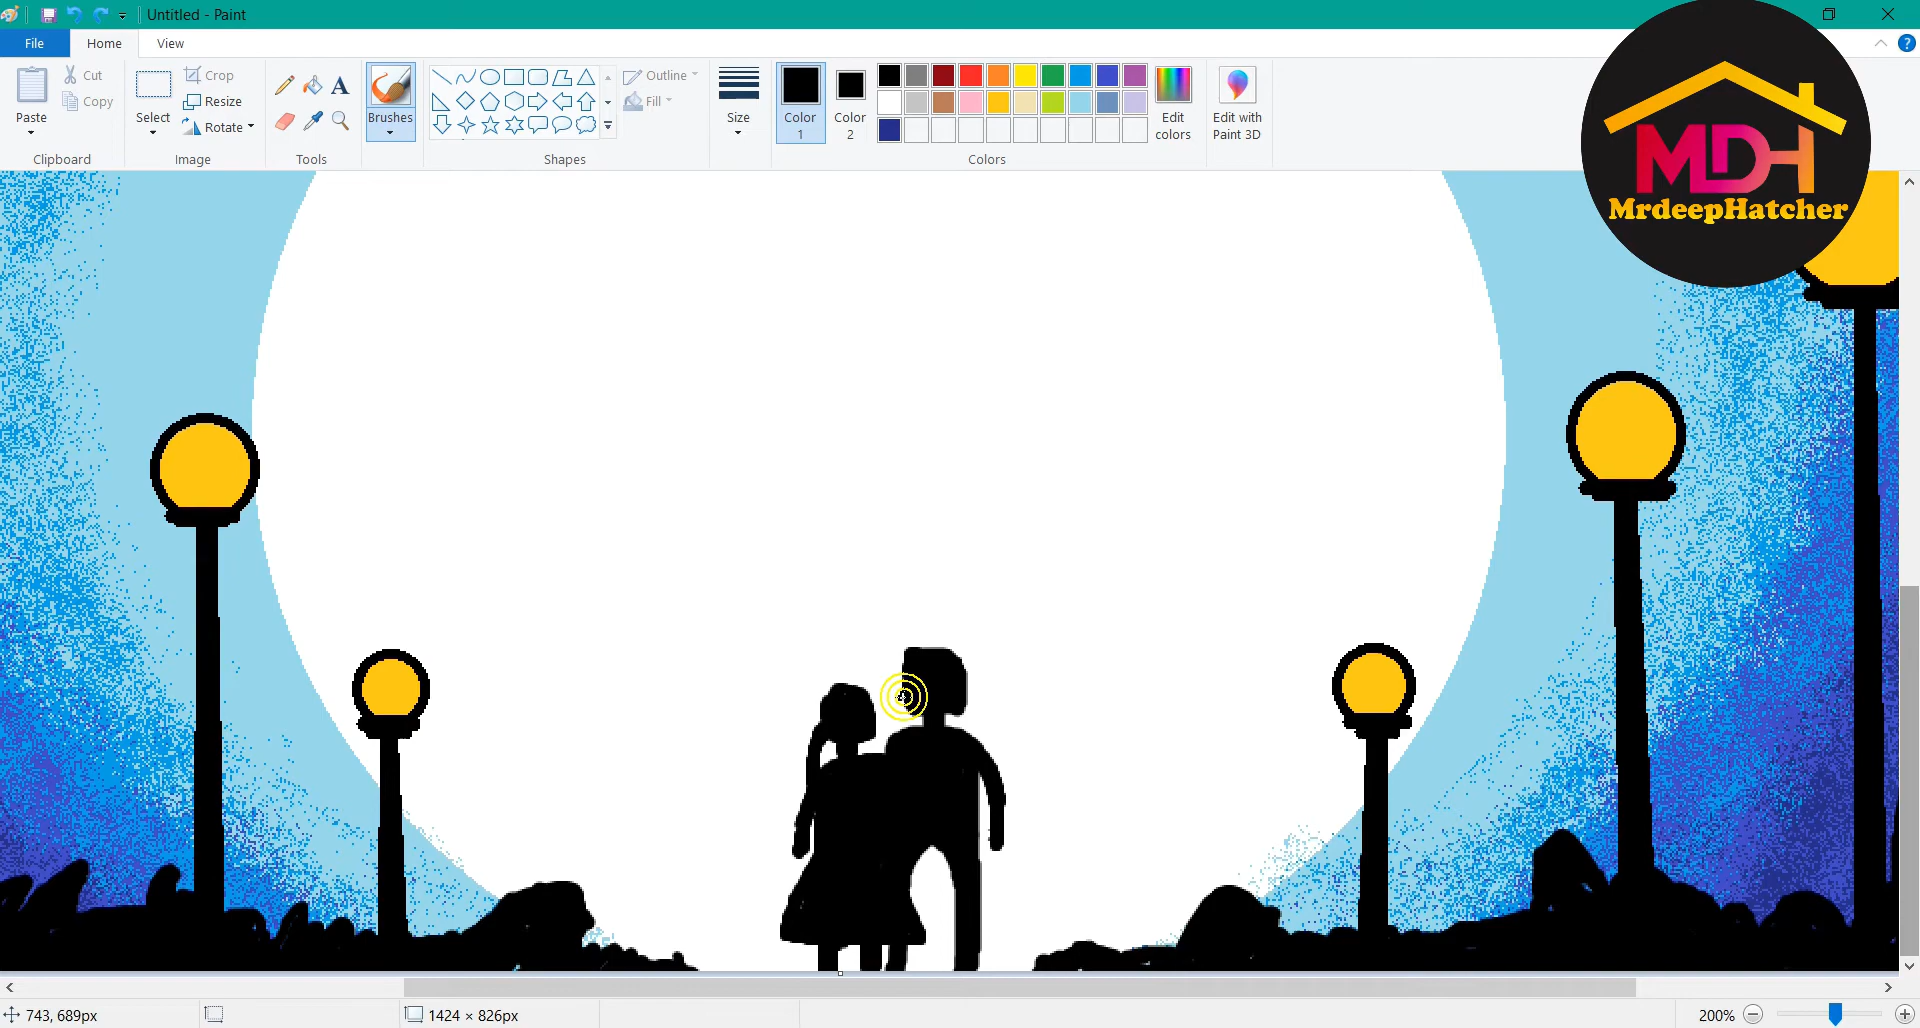 Untitled - Paint
File Home View
Paste
Cut
Copy
Clipboard
Select
Crop
Resize
Rotate
Image
A
Tools
Brushes
Outline
Fill
Shapes
Size
Color 1
Color 2
Edit colors
Colors
Edit with Paint 3D
?
MDH
MrdeepHatcher
743, 689px
1424 × 826px
200%